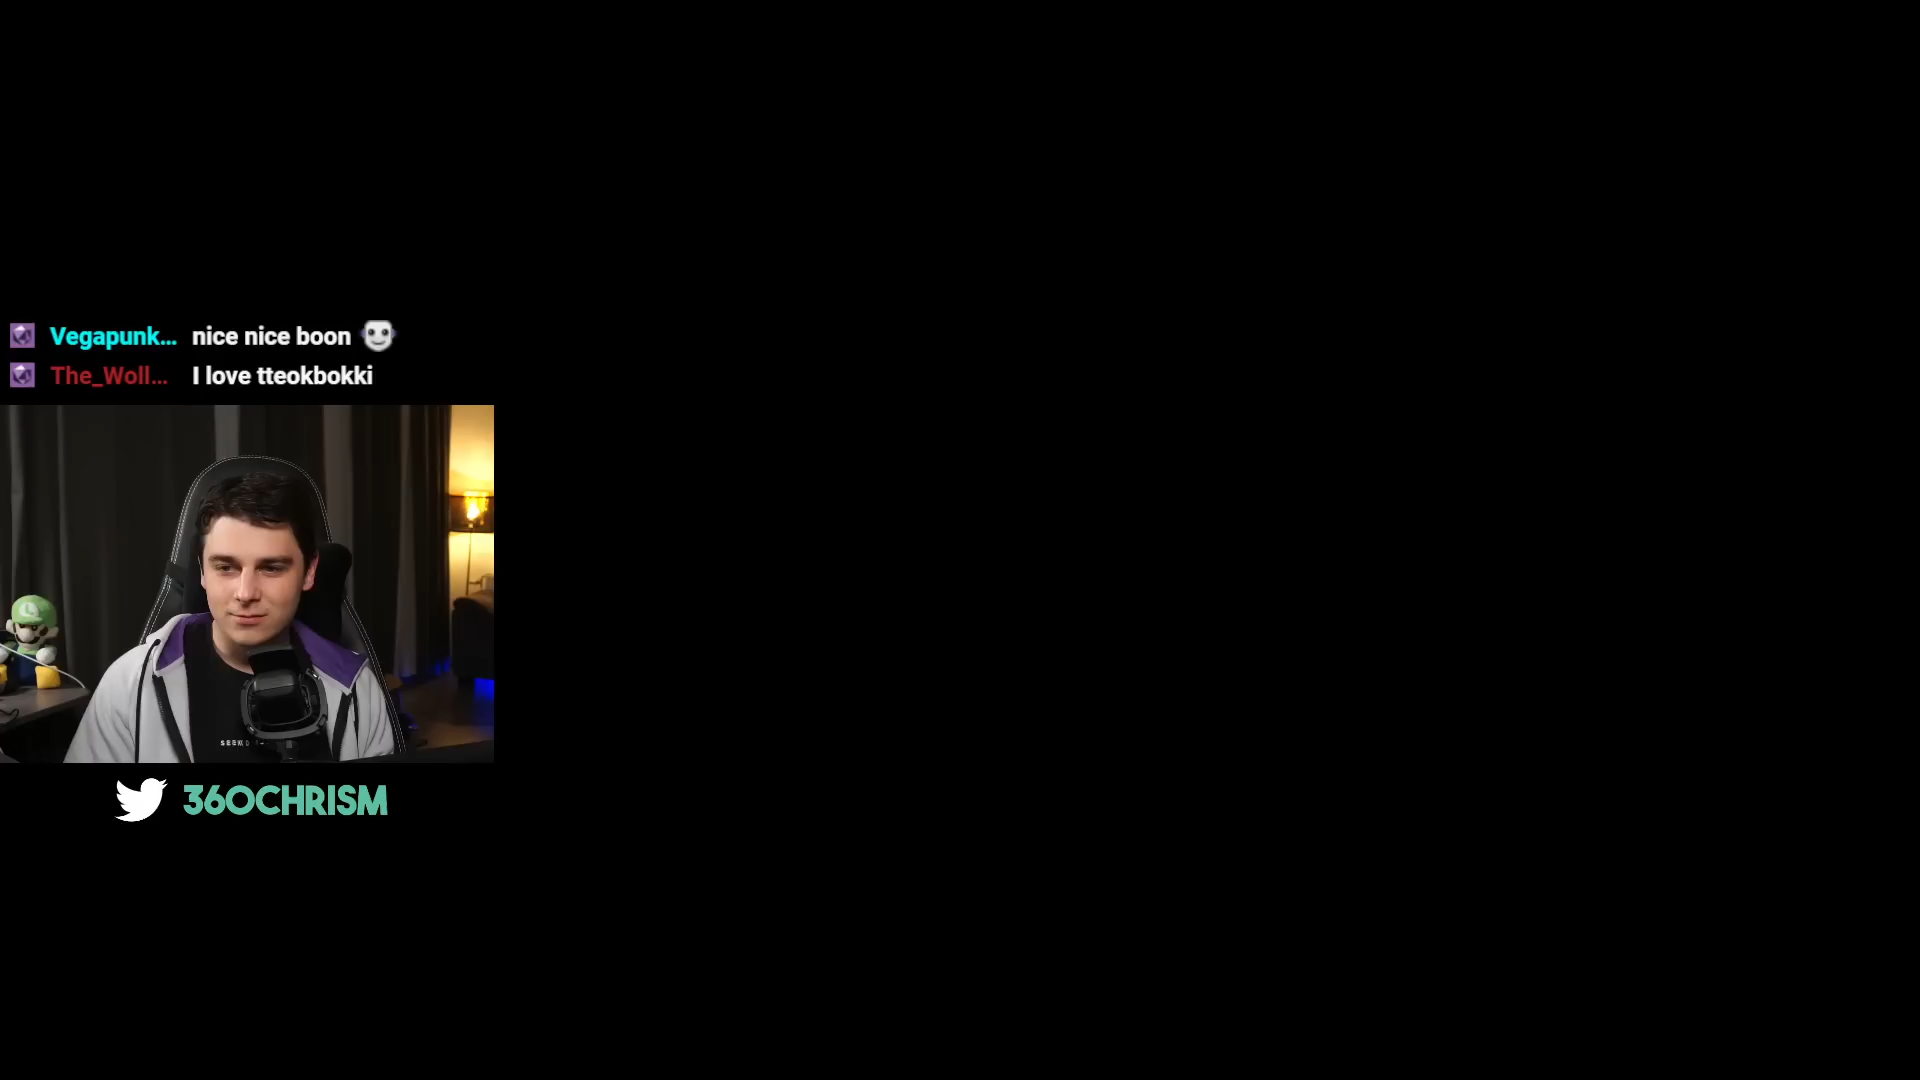 Vegapunk... nice nice boon
The_Woll... I love tteokbokki
360CHRISM